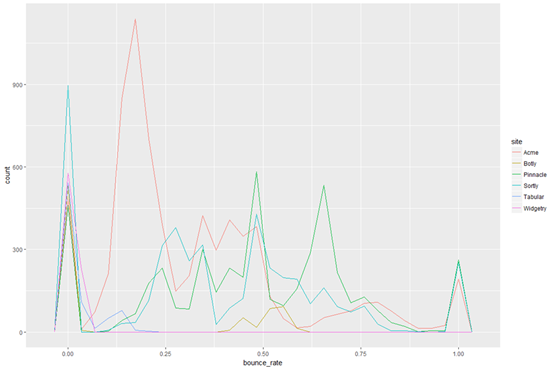 900
600
300
0
count
0.00 0.25 0.50 0.75 1.00
bounce_rate
site
Acme
Botly
Pinnacle
Sortly
Tabular
Widgetry